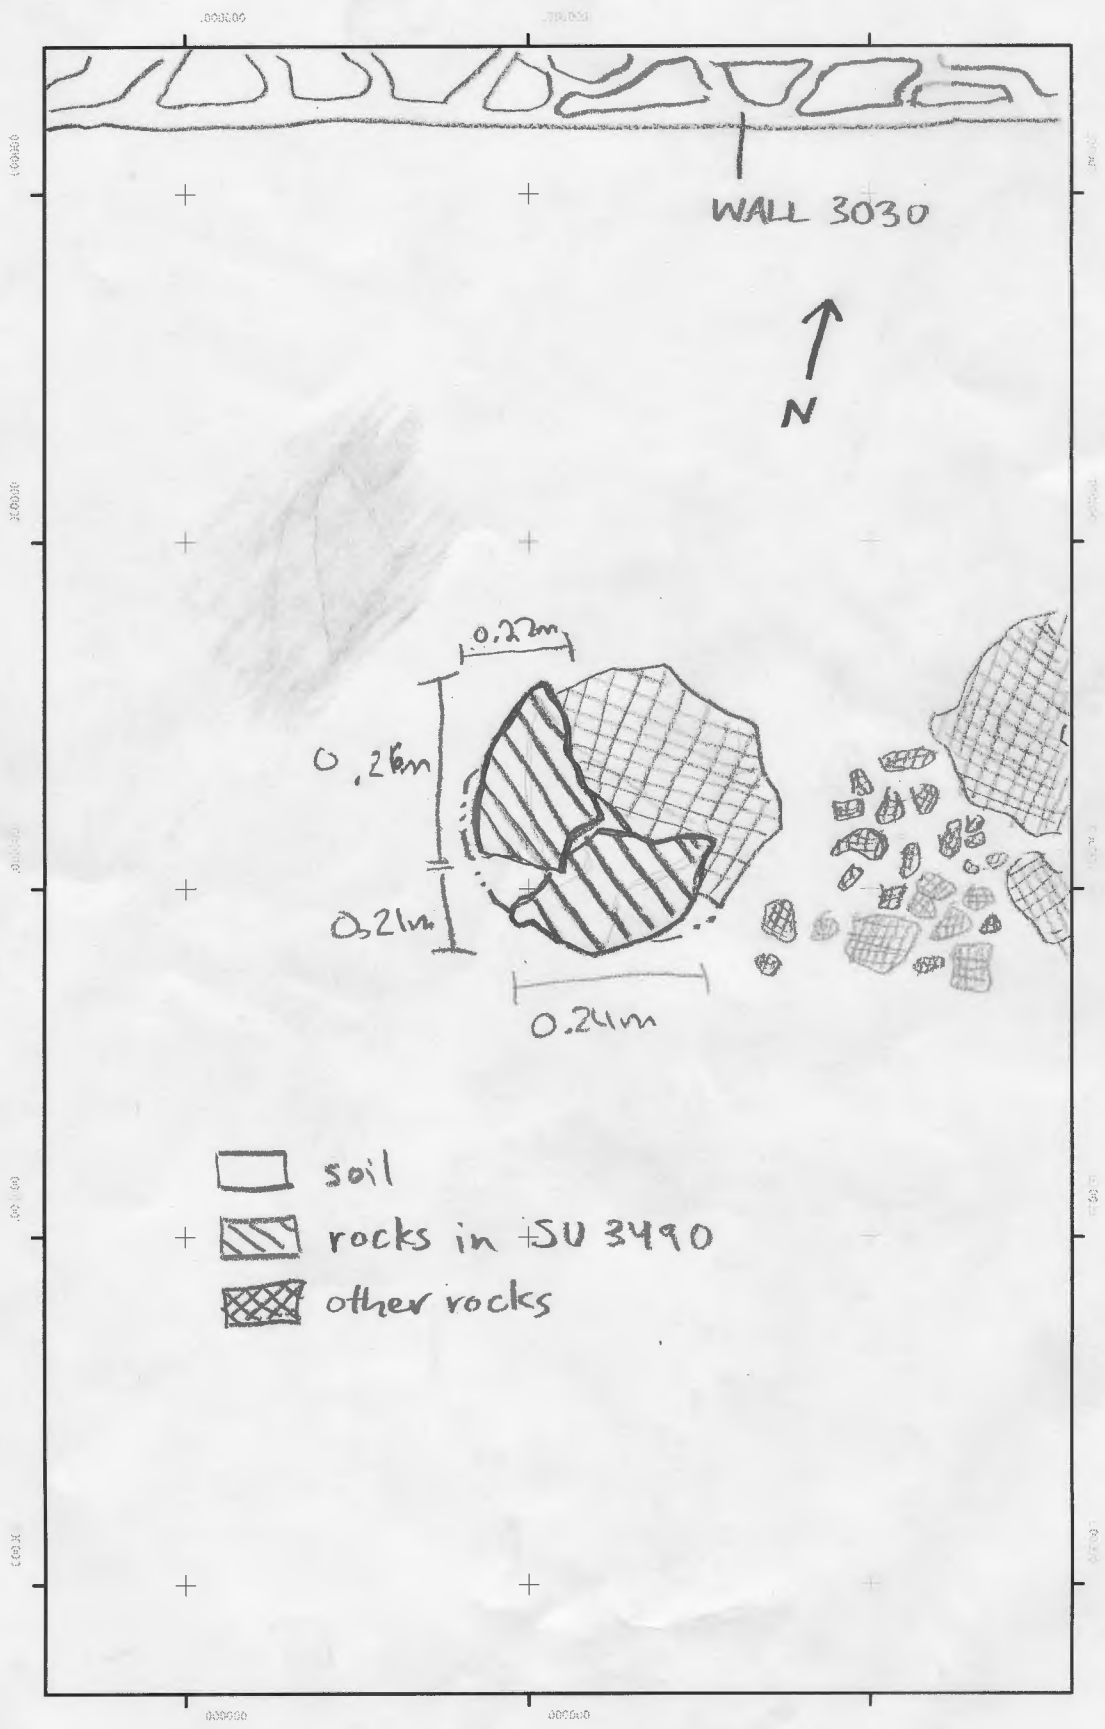 WALL 3030
N
0.22m
0.26m
0.21m
0.24m
soil
rocks in SU 3490
other rocks